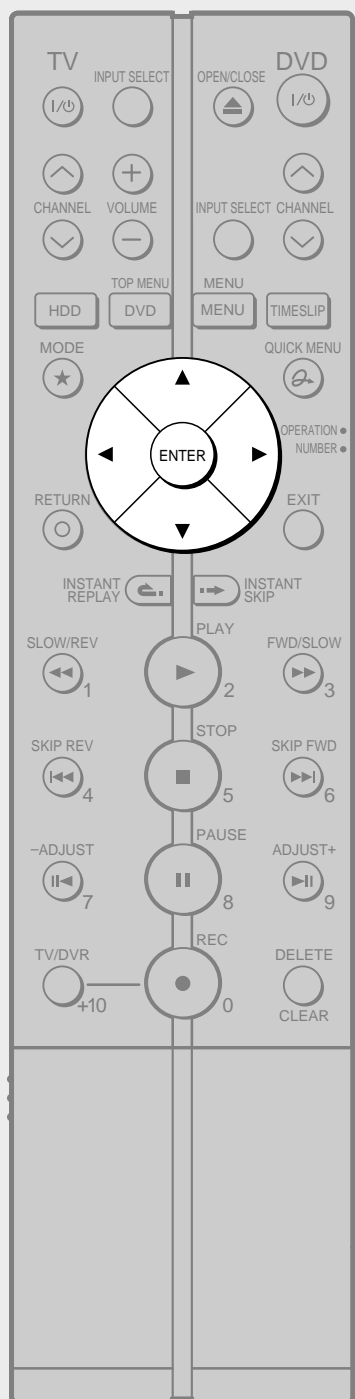 TV DVD
INPUT SELECT OPEN/CLOSE
I/ I/
CHANNEL VOLUME INPUT SELECT CHANNEL
TOP MENU MENU
HDD DVD MENU TIMESLIP
MODE QUICK MENU
OPERATION
NUMBER
ENTER
RETURN EXIT
INSTANT REPLAY INSTANT SKIP
SLOW/REV PLAY FWD/SLOW
1 2 3
SKIP REV STOP SKIP FWD
4 5 6
–ADJUST PAUSE ADJUST+
7 8 9
TV/DVR REC DELETE
+10 0 CLEAR